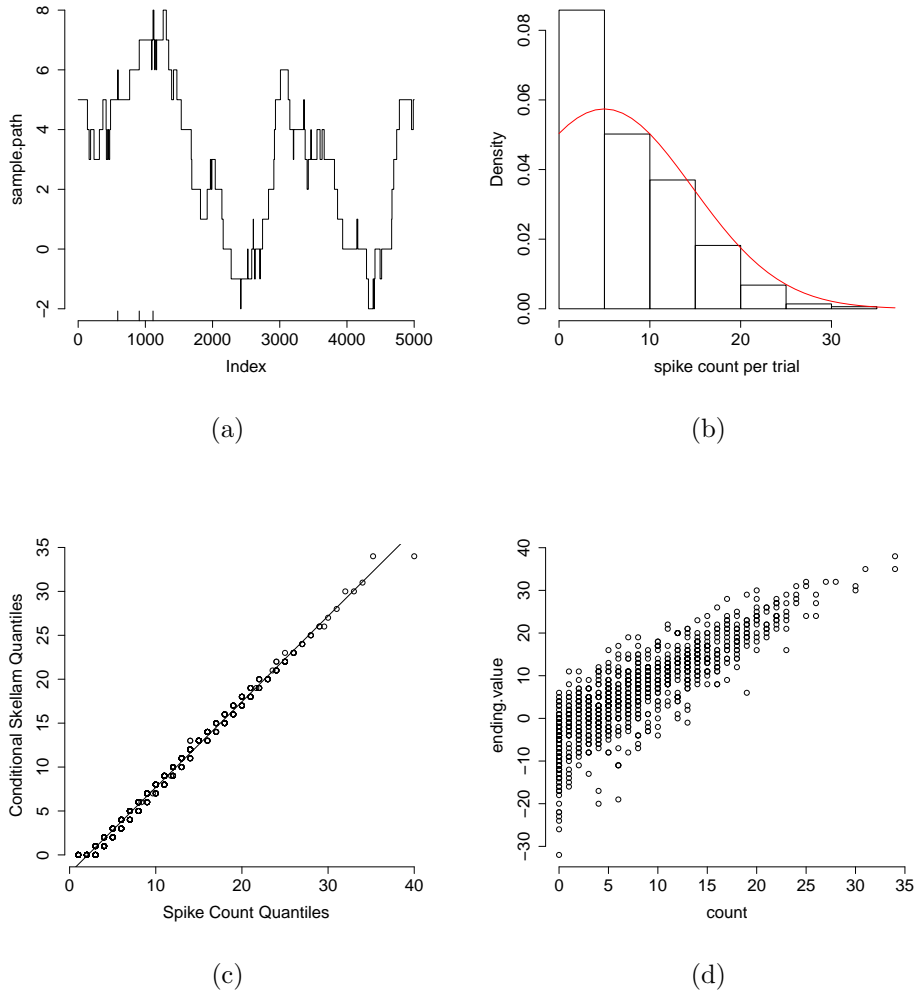 sample.path
8
6
4
2
0
−2
0 1000 2000 3000 4000 5000
Index
(a)
Density
0.08
0.06
0.04
0.02
0.00
0 10 20 30
spike count per trial
(b)
Conditional Skellam Quantiles
35
30
25
20
15
10
5
0
0 10 20 30 40
Spike Count Quantiles
(c)
ending.value
40
30
20
10
0
−10
−20
−30
0 5 10 15 20 25 30 35
count
(d)